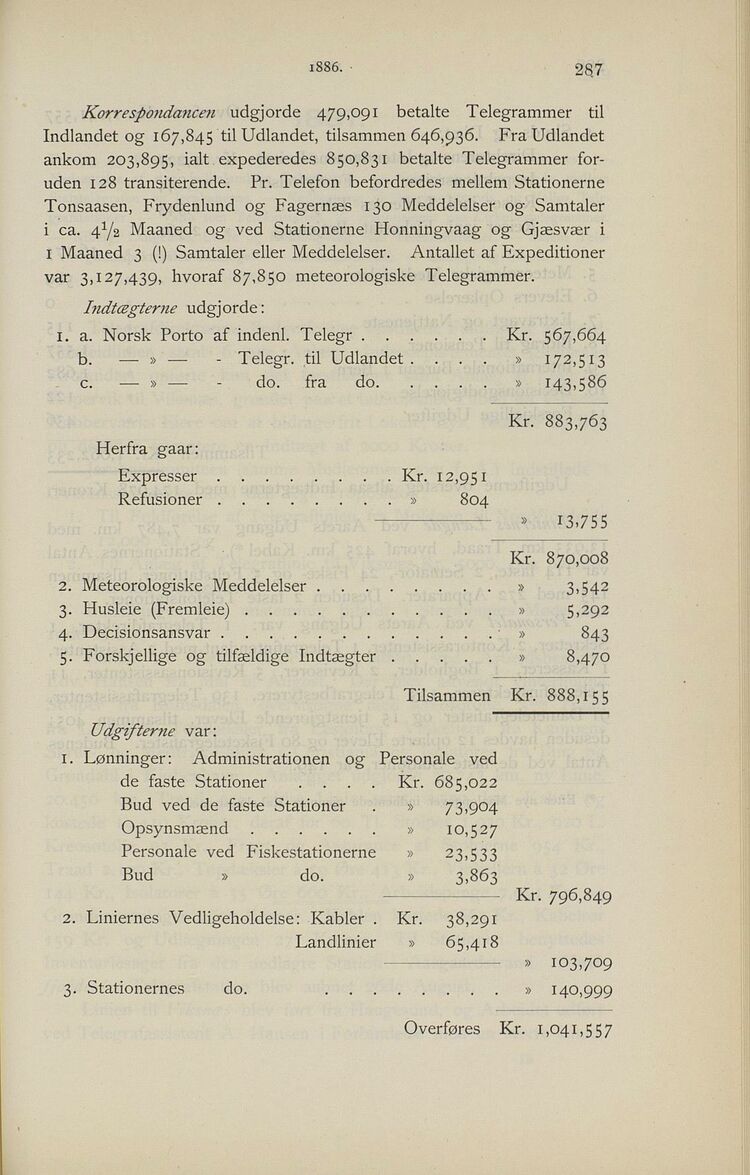 1886.
287
Korrespondancen udgjorde 479,091 betalte Telegrammer til
Indlandet og 167,845 til Udlandet, tilsammen 646,936. Fra Udlandet
ankom 203,895, ialt expederedes 850,831 betalte Telegrammer for-
uden 128 transiterende. Pr. Telefon befordredes mellem Stationerne
Tonsaasen, Frydenlund og Fagernæs 130 Meddelelser og Samtaler
i ca. 4½ Maaned og ved Stationerne Honningvaag og Gjæsvær i
1 Maaned 3 (!) Samtaler eller Meddelelser. Antallet af Expeditioner
var 3,127,439, hvoraf 87,850 meteorologiske Telegrammer.
Indtægterne udgjorde:
1. a. Norsk Porto af indenl. Telegr . . . . . . Kr. 567,664
b. — » — - Telegr. til Udlandet . . . . » 172,513
c. — » — - do. fra do. . . . . . » 143,586
Kr. 883,763
Herfra gaar:
Expresser . . . . . . . . Kr. 12,951
Refusioner . . . . . . . . » 804
» 13,755
Kr. 870,008
2. Meteorologiske Meddelelser . . . . . . . . » 3,542
3. Husleie (Fremleie) . . . . . . . . . . . » 5,292
4. Decisionsansvar . . . . . . . . . . . . » 843
5. Forskjellige og tilfældige Indtægter . . . . . » 8,470
Tilsammen Kr. 888,155
Udgifterne var:
1. Lønninger: Administrationen og Personale ved
de faste Stationer . . . . Kr. 685,022
Bud ved de faste Stationer . » 73,904
Opsynsmænd . . . . . . » 10,527
Personale ved Fiskestationerne » 23,533
Bud » do. » 3,863
Kr. 796,849
2. Liniernes Vedligeholdelse: Kabler . Kr. 38,291
Landlinier » 65,418
» 103,709
3. Stationernes do. . . . . . . . . » 140,999
Overføres Kr. 1,041,557